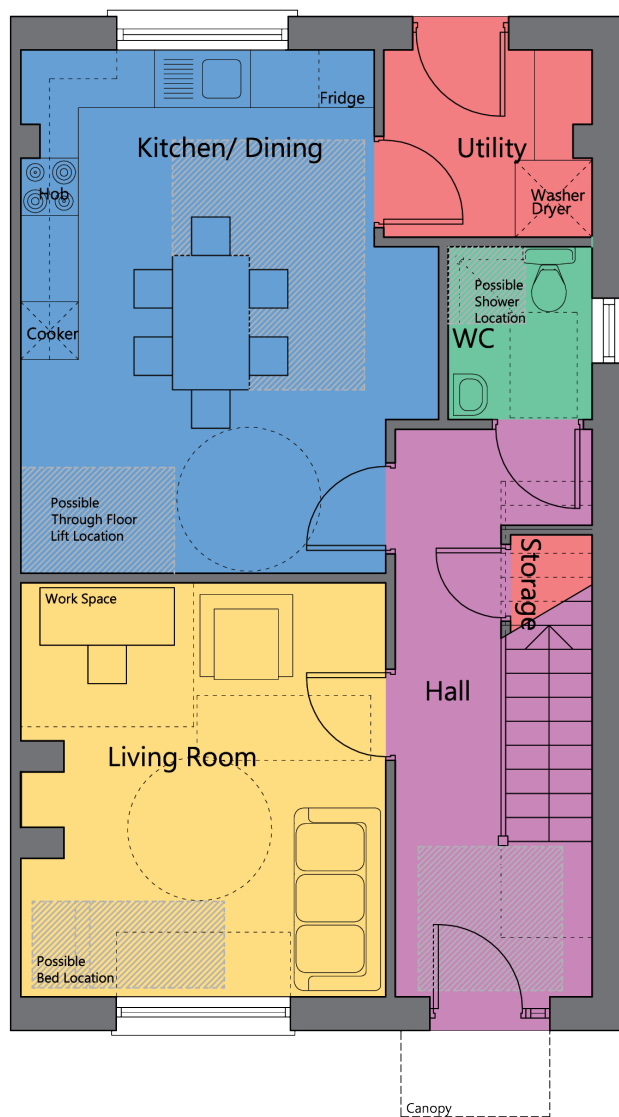 Fridge
Kitchen/ Dining
Utility
Hob
Washer
Dryer
Possible
Shower
Location
Cooker
WC
Possible
Through Floor
Lift Location
Storage
Work Space
Hall
Living Room
Possible
Bed Location
Canopy